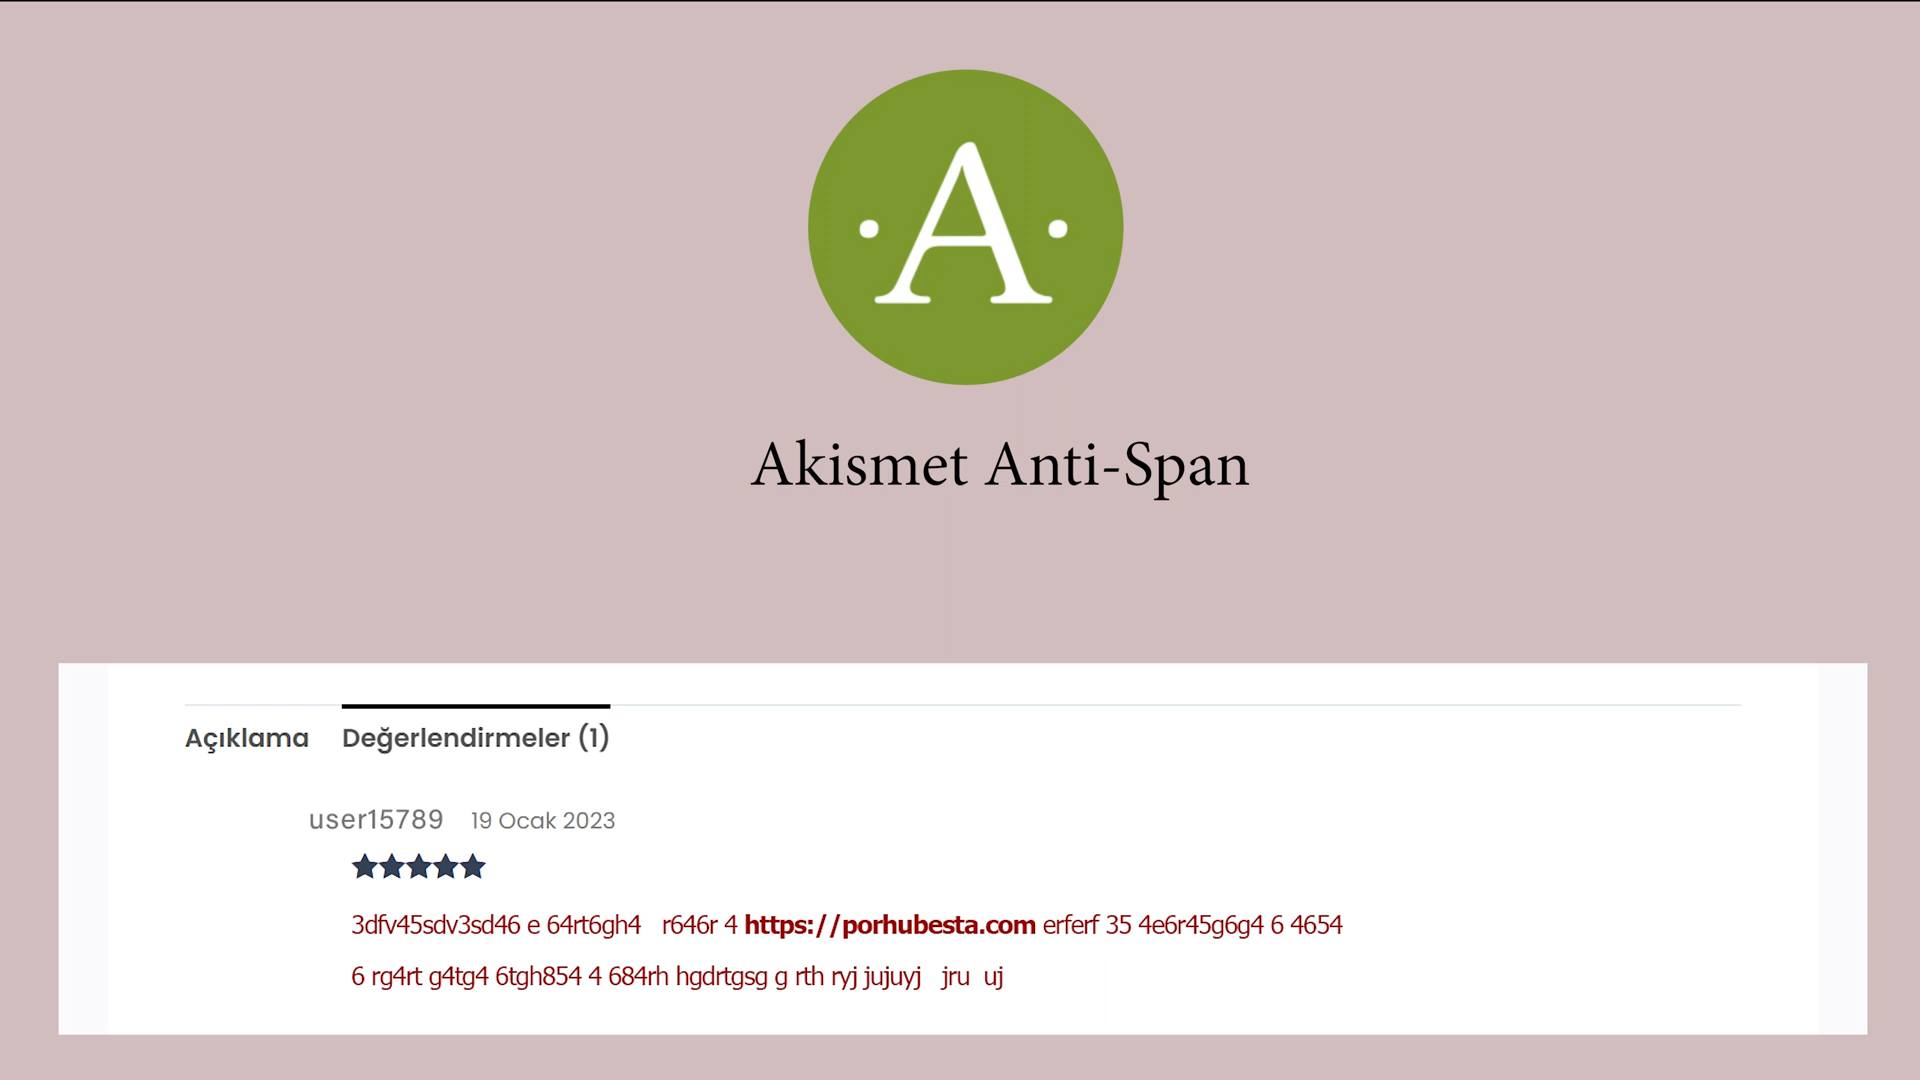 ·A·
Akismet Anti-Span
Açıklama Değerlendirmeler (1)
user15789 19 Ocak 2023
3dfv45sdv3sd46 e 64rt6gh4 r646r 4 https://porhubesta.com erferf 35 4e6r45g6g4 6 4654
6 rg4rt g4tg4 6tgh854 4 684rh hgdrtgsg g rth ryj jujuyj jru uj